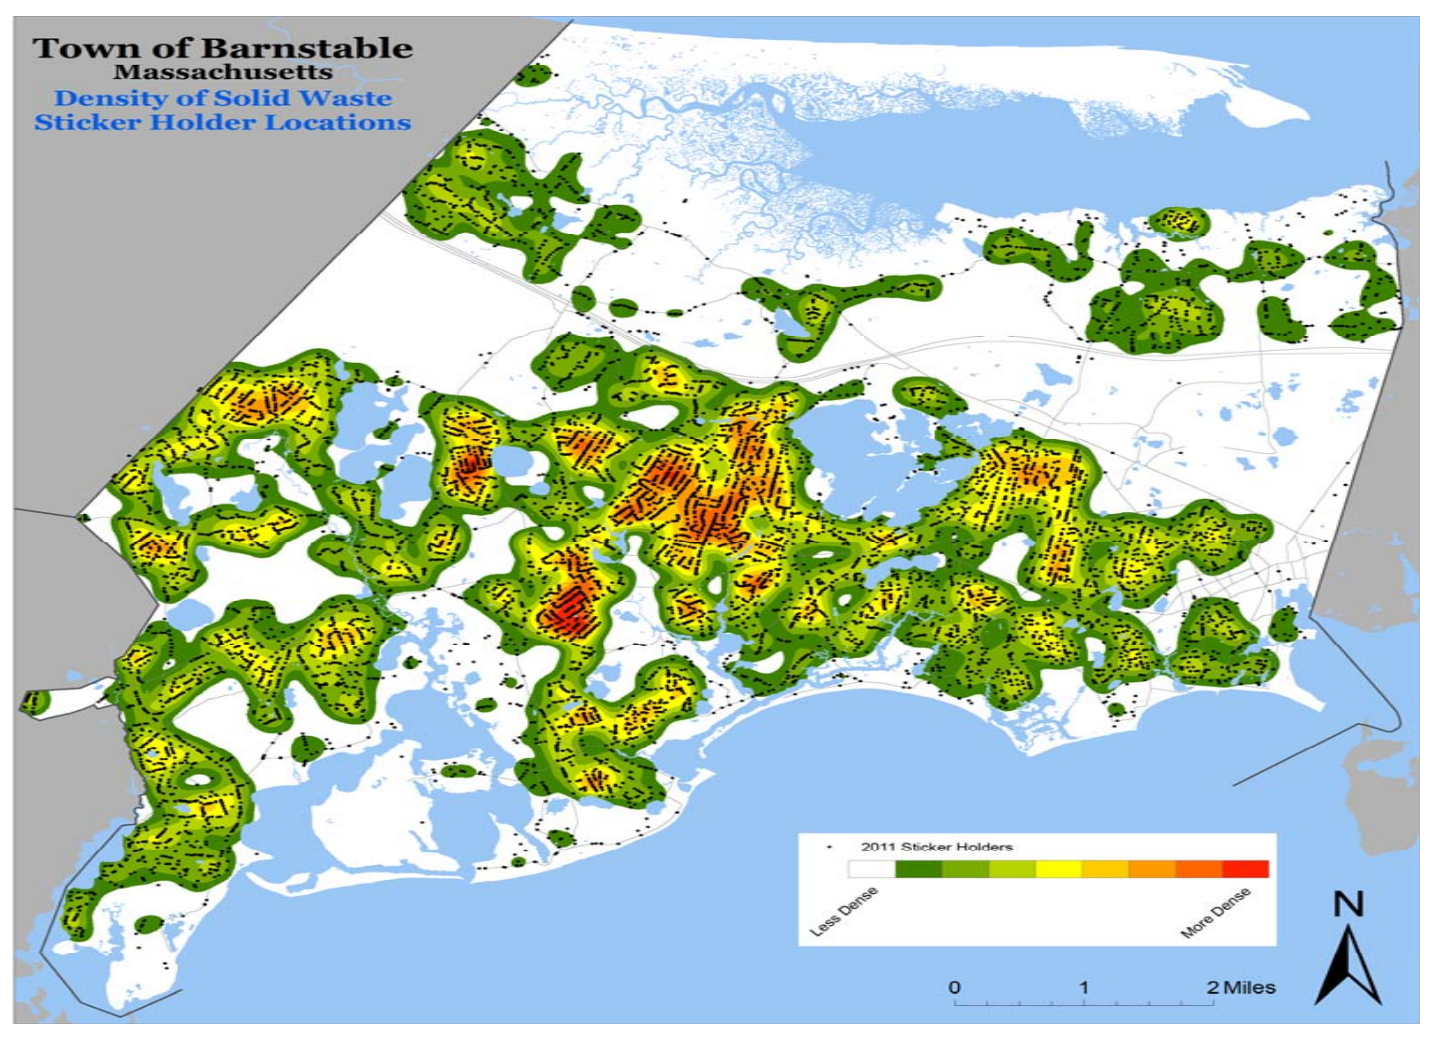 Town of Barnstable
Massachusetts
Density of Solid Waste
Sticker Holder Locations
2011 Sticker Holders
Less Dense
More Dense
N
0 1 2 Miles